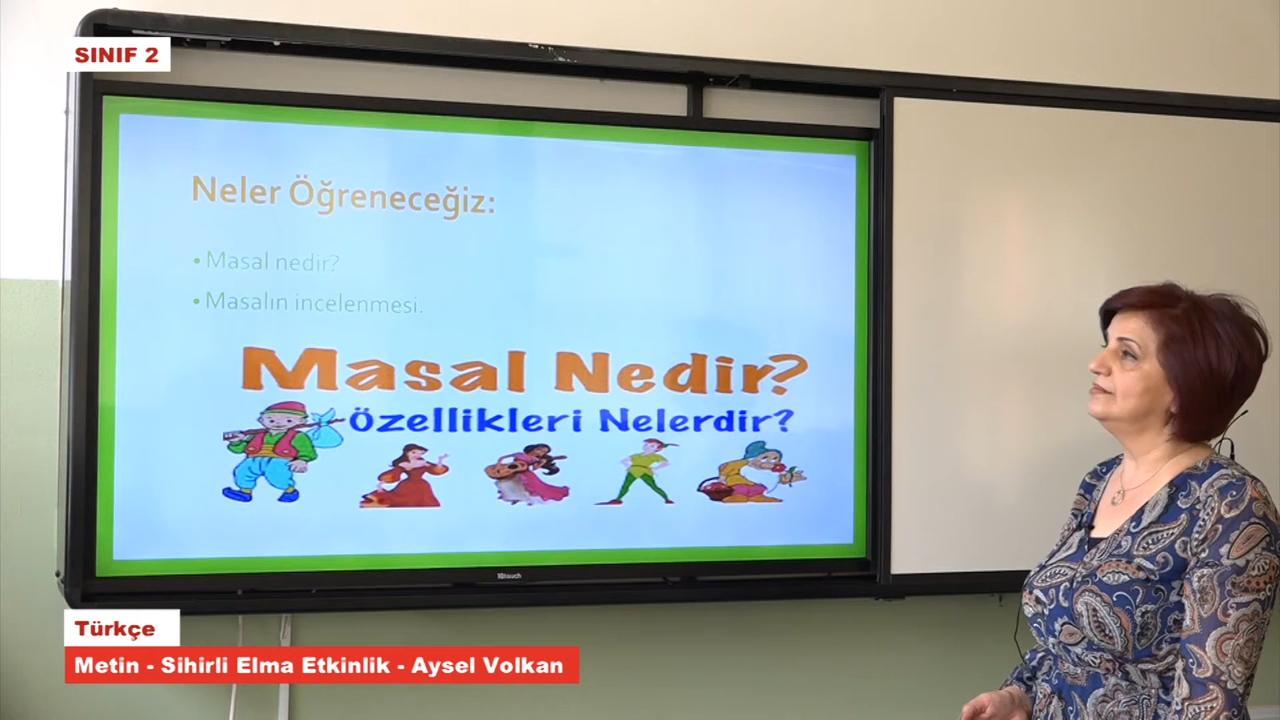 SINIF 2
Neler Öğreneceğiz:
• Masal nedir?
• Masalın incelenmesi.
Masal Nedir?
Özellikleri Nelerdir?
Türkçe
Metin - Sihirli Elma Etkinlik - Aysel Volkan